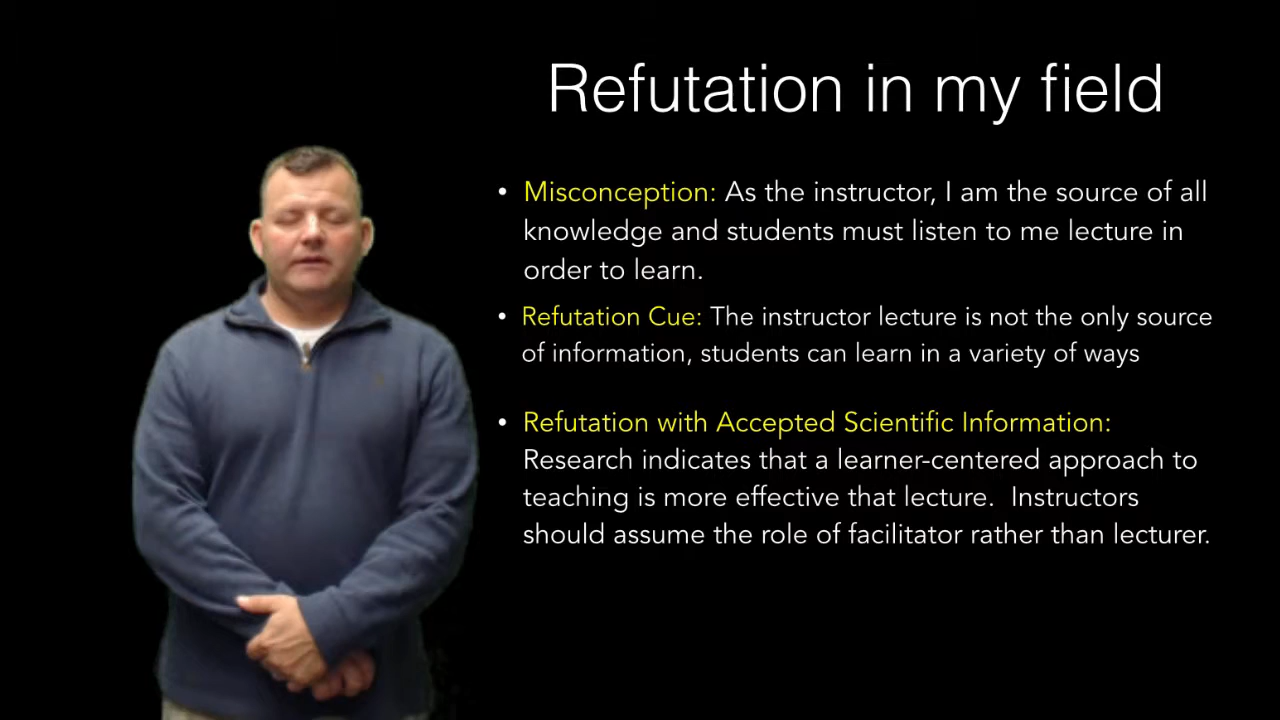 Refutation in my field
• Misconception: As the instructor, I am the source of all
knowledge and students must listen to me lecture in
order to learn.
• Refutation Cue: The instructor lecture is not the only source
of information, students can learn in a variety of ways
• Refutation with Accepted Scientific Information:
Research indicates that a learner-centered approach to
teaching is more effective that lecture.  Instructors
should assume the role of facilitator rather than lecturer.